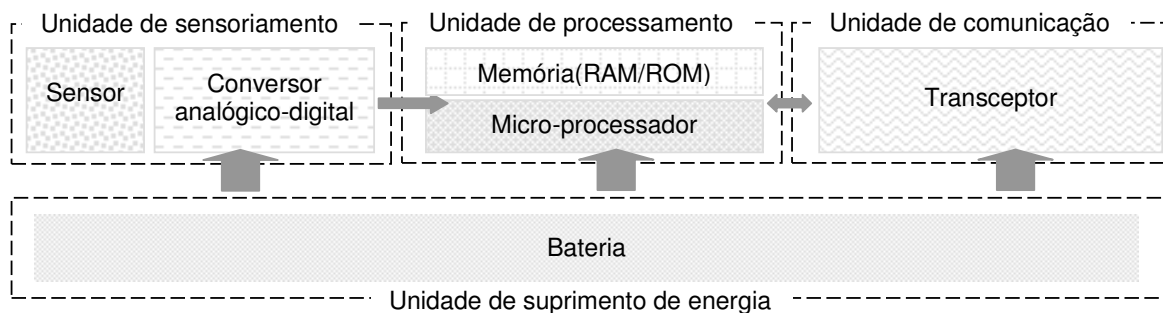 Unidade de sensoriamento
Unidade de processamento
Unidade de comunicação
Sensor
Conversor
analógico-digital
Memória(RAM/ROM)
Micro-processador
Transceptor
Bateria
Unidade de suprimento de energia